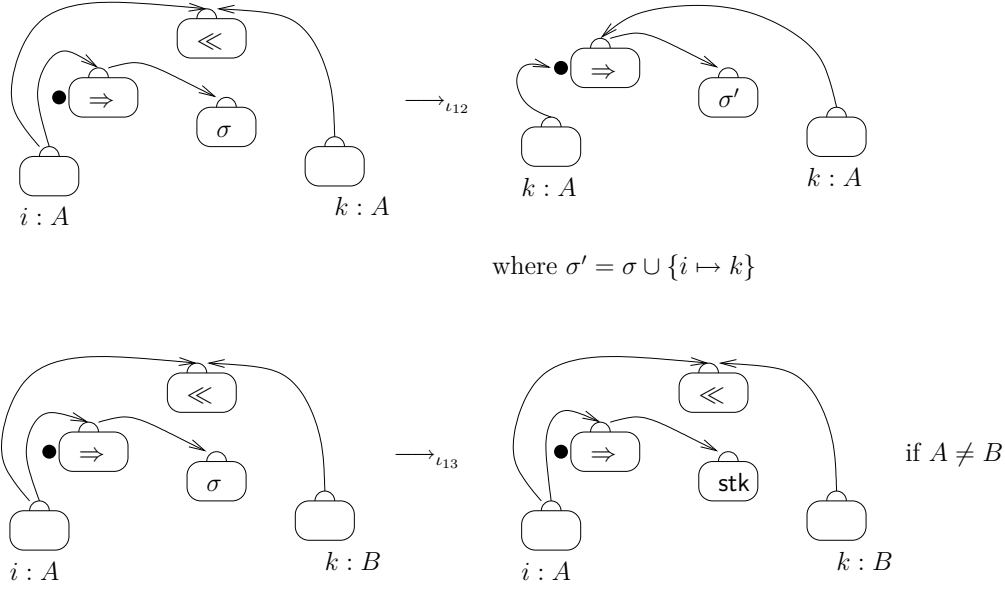 ≪
⇒
σ
i : A
k : A
⟶ι12
⇒
σ′
k : A
k : A
where σ′ = σ ∪ {i ↦ k}
≪
⇒
σ
i : A
k : B
⟶ι13
≪
⇒
stk
i : A
k : B
if A ≠ B